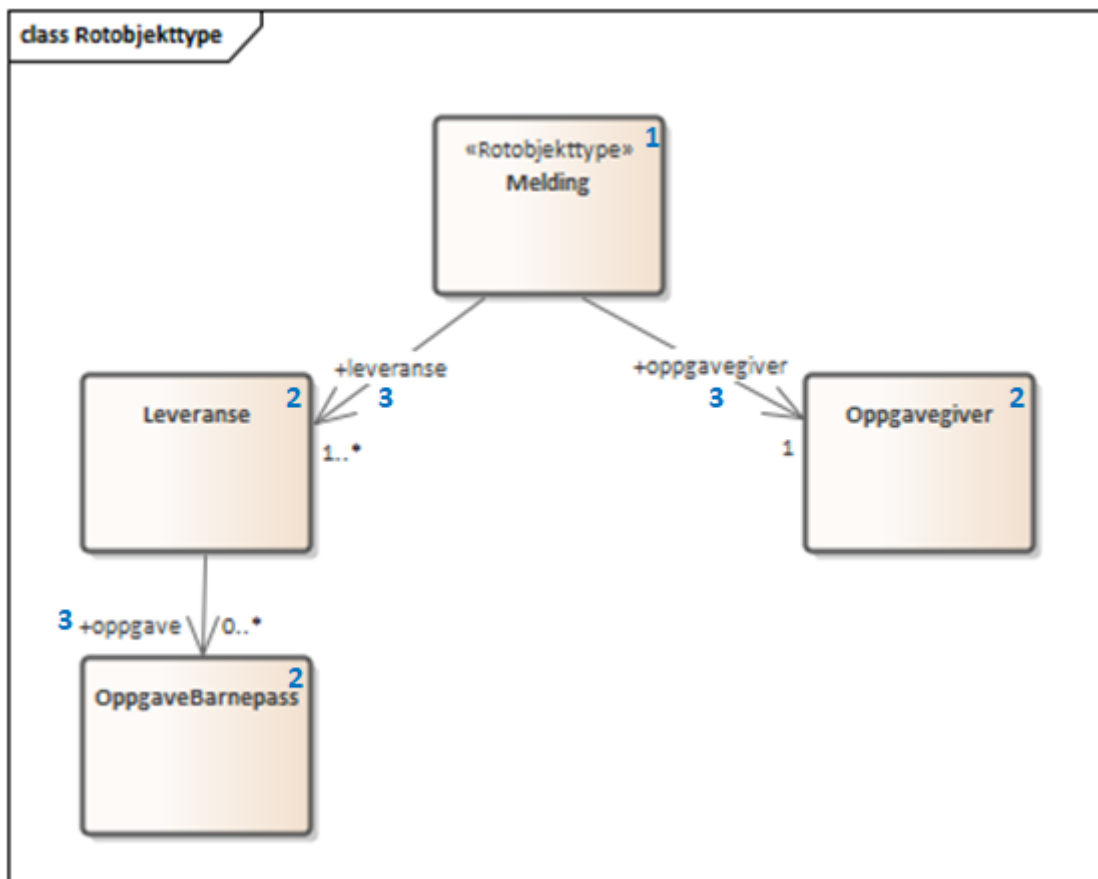 class Rotobjekttype
«Rotobjekttype» 1
Melding
+leveranse
3
+oppgavegiver
3
Leveranse 2
1..*
Oppgavegiver 2
1
3 +oppgave 0..*
OppgaveBarnepass 2